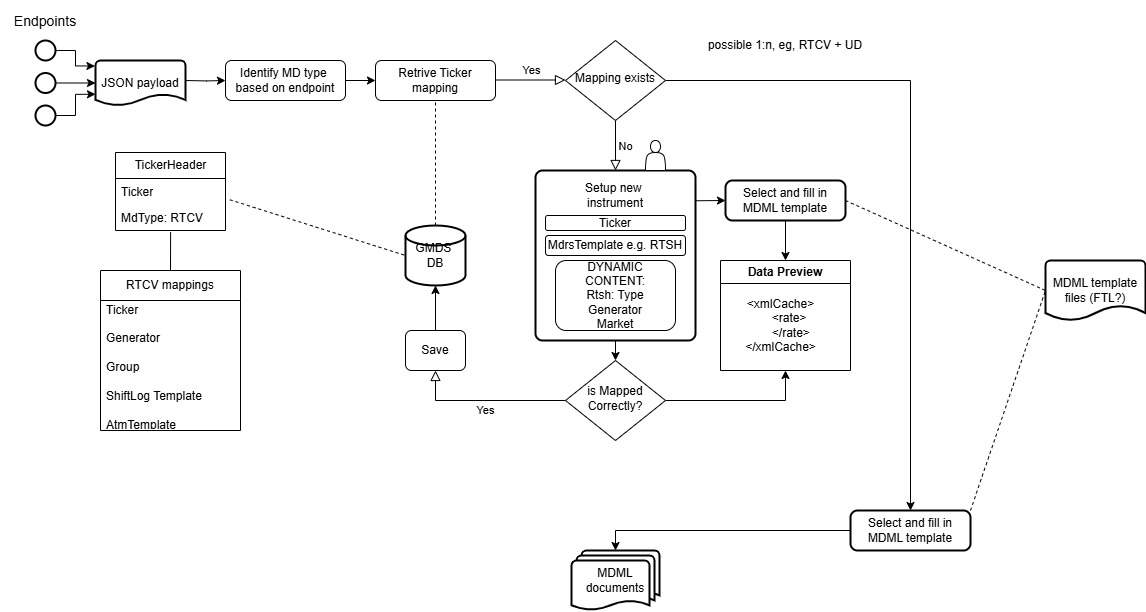 Endpoints
JSON payload
Identify MD type
based on endpoint
Retrive Ticker
mapping
Yes
Mapping exists
possible 1:n, eg, RTCV + UD
No
TickerHeader
Ticker
MdType: RTCV
RTCV mappings
Ticker
Generator
Group
ShiftLog Template
AtmTemplate
GMDS
DB
Save
Yes
Setup new
instrument
Ticker
MdrsTemplate e.g. RTSH
DYNAMIC
CONTENT:
Rtsh: Type
Generator
Market
is Mapped
Correctly?
Select and fill in
MDML template
Data Preview
<xmlCache>
<rate>
</rate>
</xmlCache>
MDML template
files (FTL?)
Select and fill in
MDML template
MDML
documents